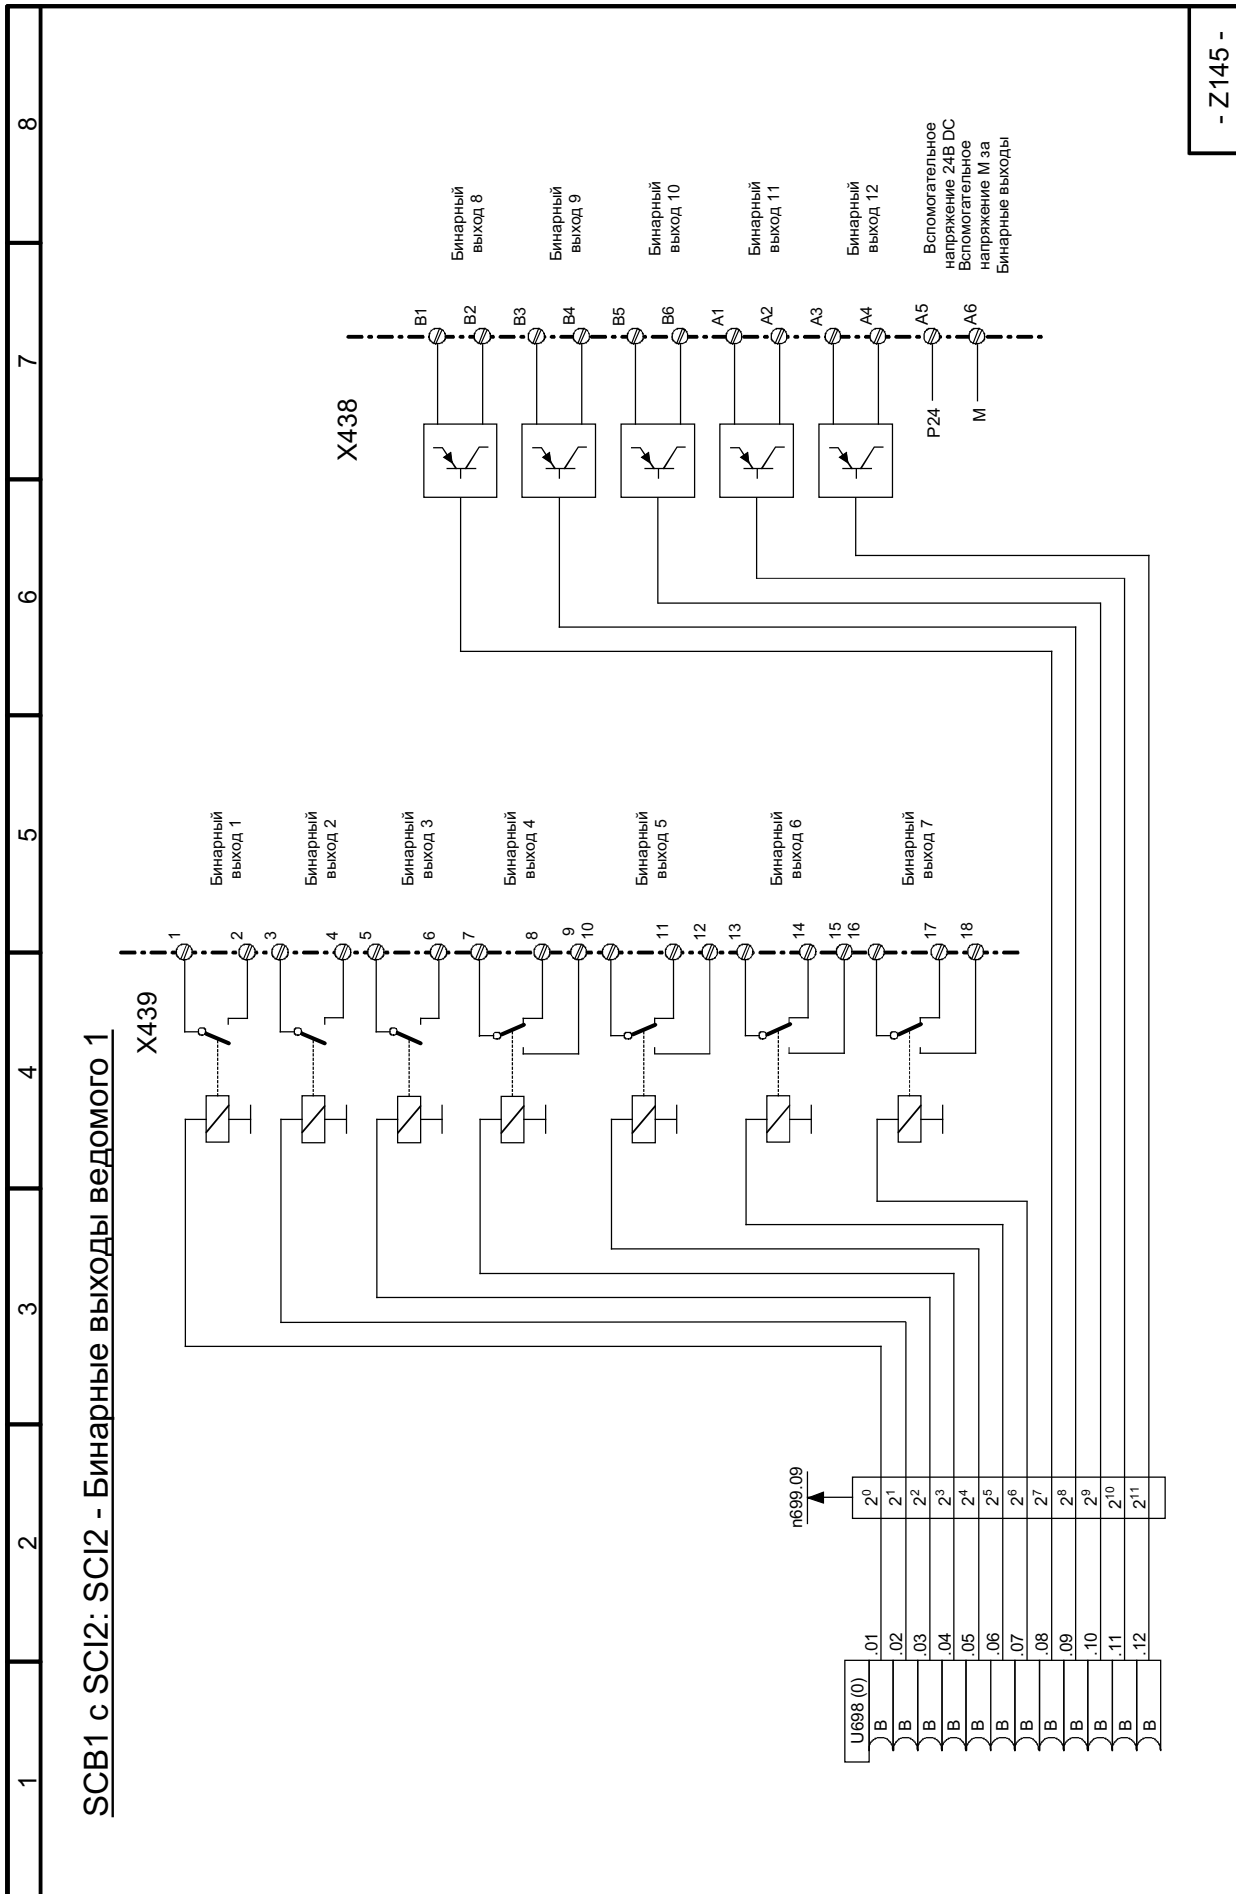 1
2
3
4
5
6
7
8
SCB1 с SCI2: SCI2 - Бинарные выходы ведомого 1
X439
1
2
3
4
5
6
7
8
9
10
11
12
13
14
15
16
17
18
Бинарный
выход 1
Бинарный
выход 2
Бинарный
выход 3
Бинарный
выход 4
Бинарный
выход 5
Бинарный
выход 6
Бинарный
выход 7
X438
B1
B2
B3
B4
B5
B6
A1
A2
A3
A4
A5
A6
P24
M
Бинарный
выход 8
Бинарный
выход 9
Бинарный
выход 10
Бинарный
выход 11
Бинарный
выход 12
Вспомогательное
напряжение 24В DC
Вспомогательное
напряжение М за
Бинарные выходы
n699.09
2⁰
2¹
2²
2³
2⁴
2⁵
2⁶
2⁷
2⁸
2⁹
2¹⁰
2¹¹
U698 (0)
B .01
B .02
B .03
B .04
B .05
B .06
B .07
B .08
B .09
B .10
B .11
B .12
- Z145 -